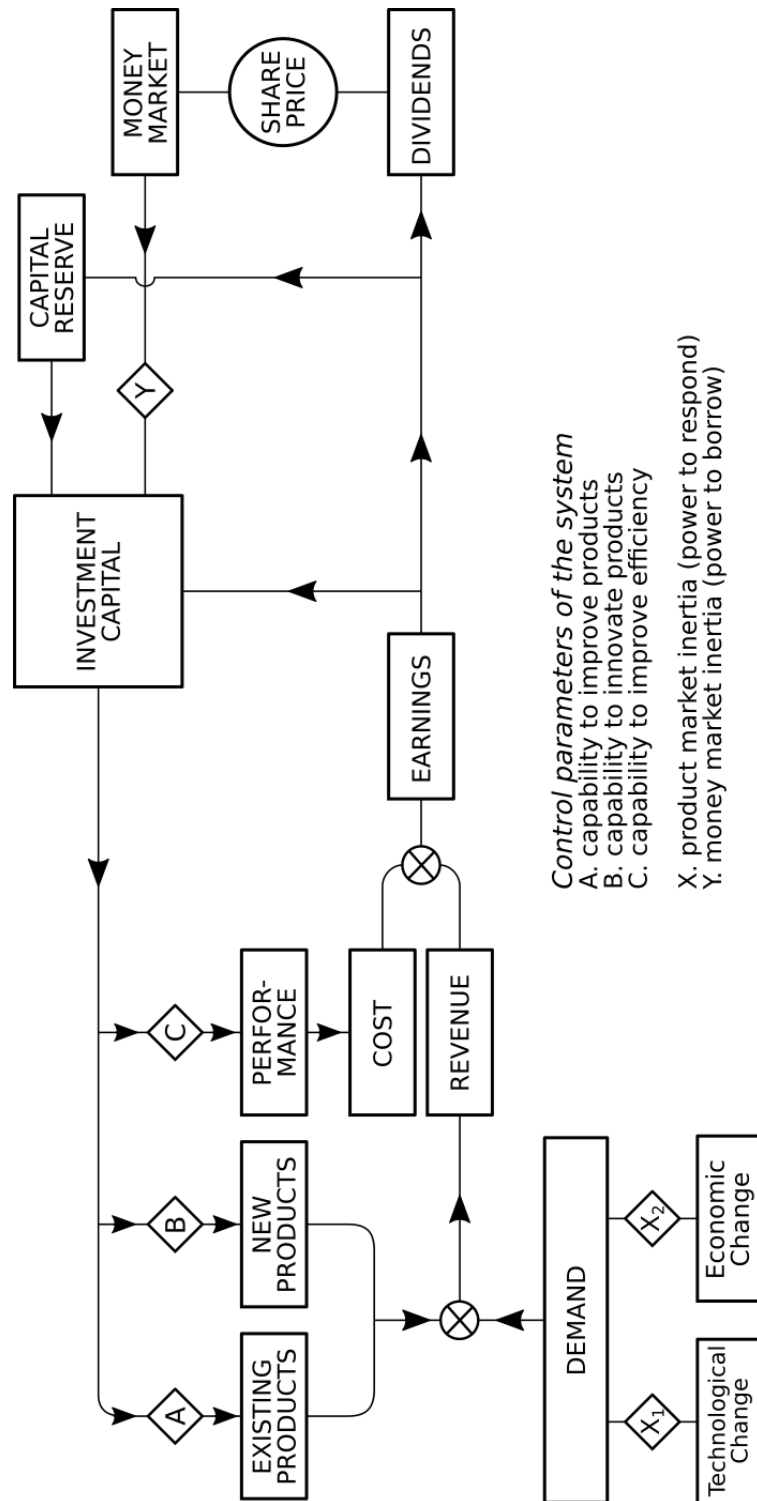 INVESTMENT
CAPITAL
CAPITAL
RESERVE
MONEY
MARKET
Y
SHARE
PRICE
A
B
C
EXISTING
PRODUCTS
NEW
PRODUCTS
PERFOR-
MANCE
COST
REVENUE
EARNINGS
DIVIDENDS
DEMAND
X₁
X₂
Technological
Change
Economic
Change
Control parameters of the system
A. capability to improve products
B. capability to innovate products
C. capability to improve efficiency
X. product market inertia (power to respond)
Y. money market inertia (power to borrow)